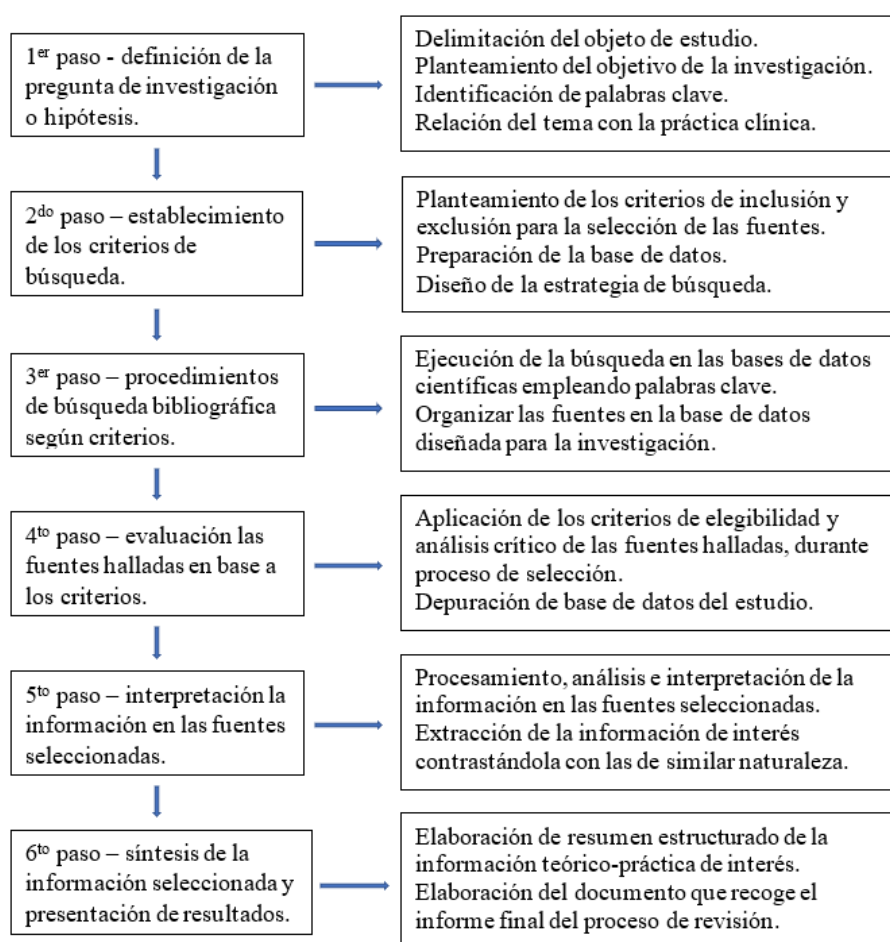 1er paso - definición de la
pregunta de investigación
o hipótesis.
Delimitación del objeto de estudio.
Planteamiento del objetivo de la investigación.
Identificación de palabras clave.
Relación del tema con la práctica clínica.
2do paso – establecimiento
de los criterios de
búsqueda.
Planteamiento de los criterios de inclusión y
exclusión para la selección de las fuentes.
Preparación de la base de datos.
Diseño de la estrategia de búsqueda.
3er paso – procedimientos
de búsqueda bibliográfica
según criterios.
Ejecución de la búsqueda en las bases de datos
científicas empleando palabras clave.
Organizar las fuentes en la base de datos
diseñada para la investigación.
4to paso – evaluación las
fuentes halladas en base a
los criterios.
Aplicación de los criterios de elegibilidad y
análisis crítico de las fuentes halladas, durante
proceso de selección.
Depuración de base de datos del estudio.
5to paso – interpretación la
información en las fuentes
seleccionadas.
Procesamiento, análisis e interpretación de la
información en las fuentes seleccionadas.
Extracción de la información de interés
contrastándola con las de similar naturaleza.
6to paso – síntesis de la
información seleccionada y
presentación de resultados.
Elaboración de resumen estructurado de la
información teórico-práctica de interés.
Elaboración del documento que recoge el
informe final del proceso de revisión.